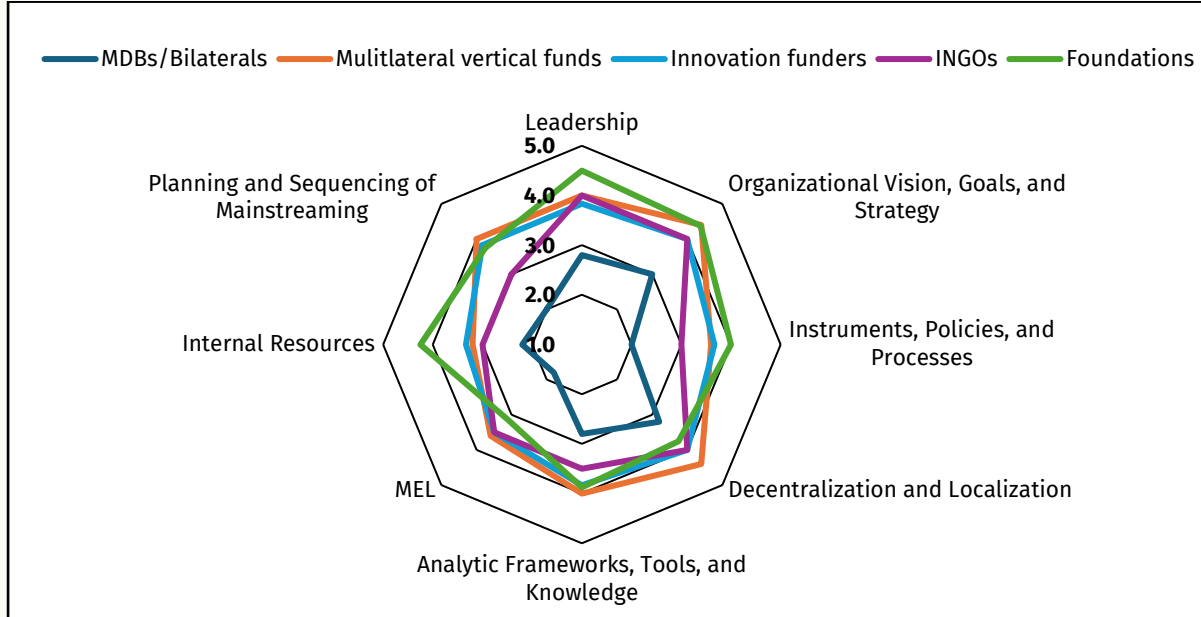 MDBs/Bilaterals Mulitlateral vertical funds Innovation funders INGOs Foundations
Leadership
5.0
Planning and Sequencing of
Mainstreaming
4.0
Organizational Vision, Goals, and
Strategy
3.0
2.0
Internal Resources
1.0
Instruments, Policies, and
Processes
MEL
Decentralization and Localization
Analytic Frameworks, Tools, and
Knowledge